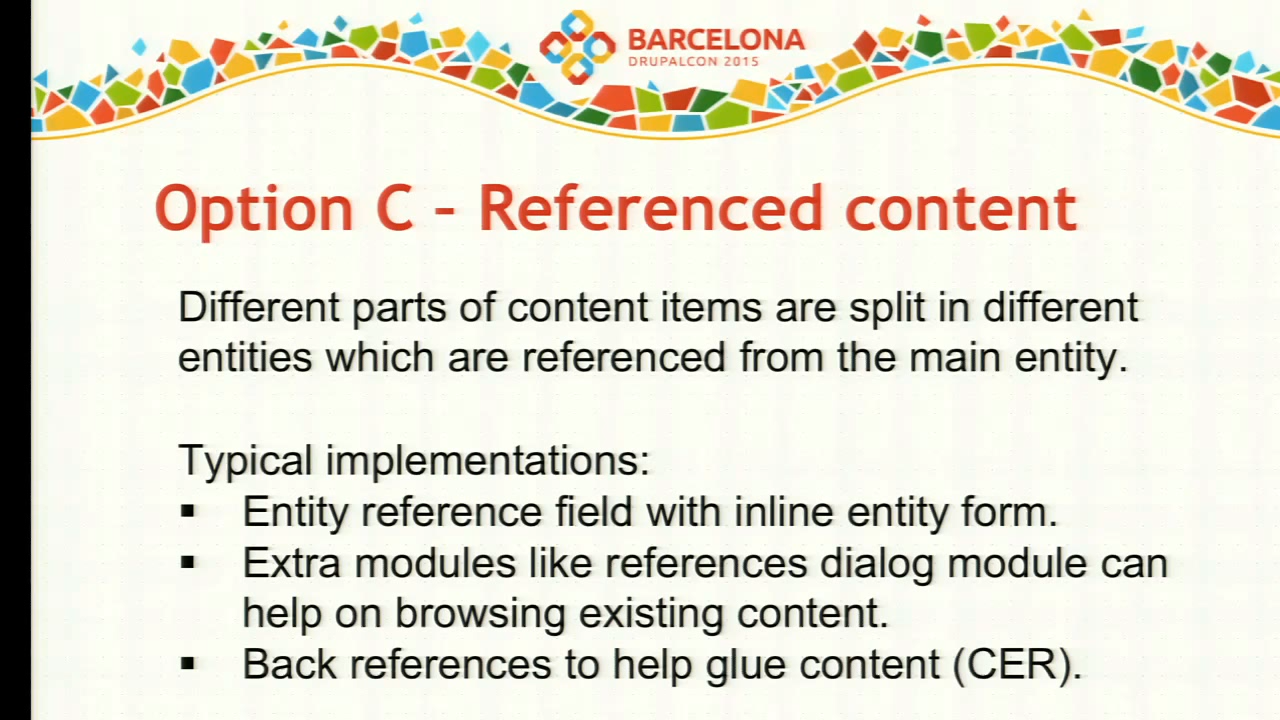 BARCELONA
DRUPALCON 2015
Option C – Referenced content
Different parts of content items are split in different
entities which are referenced from the main entity.
Typical implementations:
▪ Entity reference field with inline entity form.
▪ Extra modules like references dialog module can
help on browsing existing content.
▪ Back references to help glue content (CER).